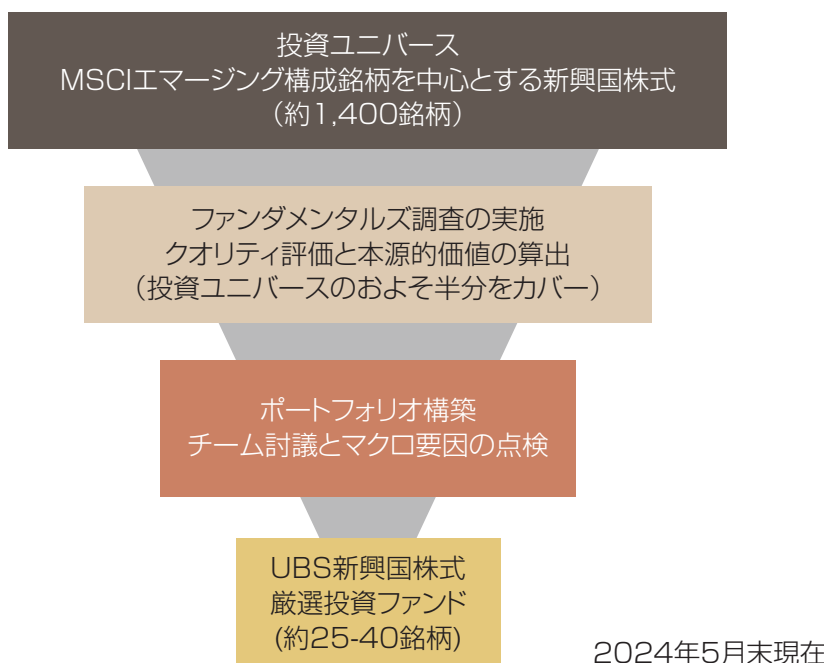 投資ユニバース
MSCIエマージング構成銘柄を中心とする新興国株式
（約1,400銘柄）
ファンダメンタルズ調査の実施
クオリティ評価と本源的価値の算出
（投資ユニバースのおよそ半分をカバー）
ポートフォリオ構築
チーム討議とマクロ要因の点検
UBS新興国株式
厳選投資ファンド
(約25-40銘柄)
2024年5月末現在